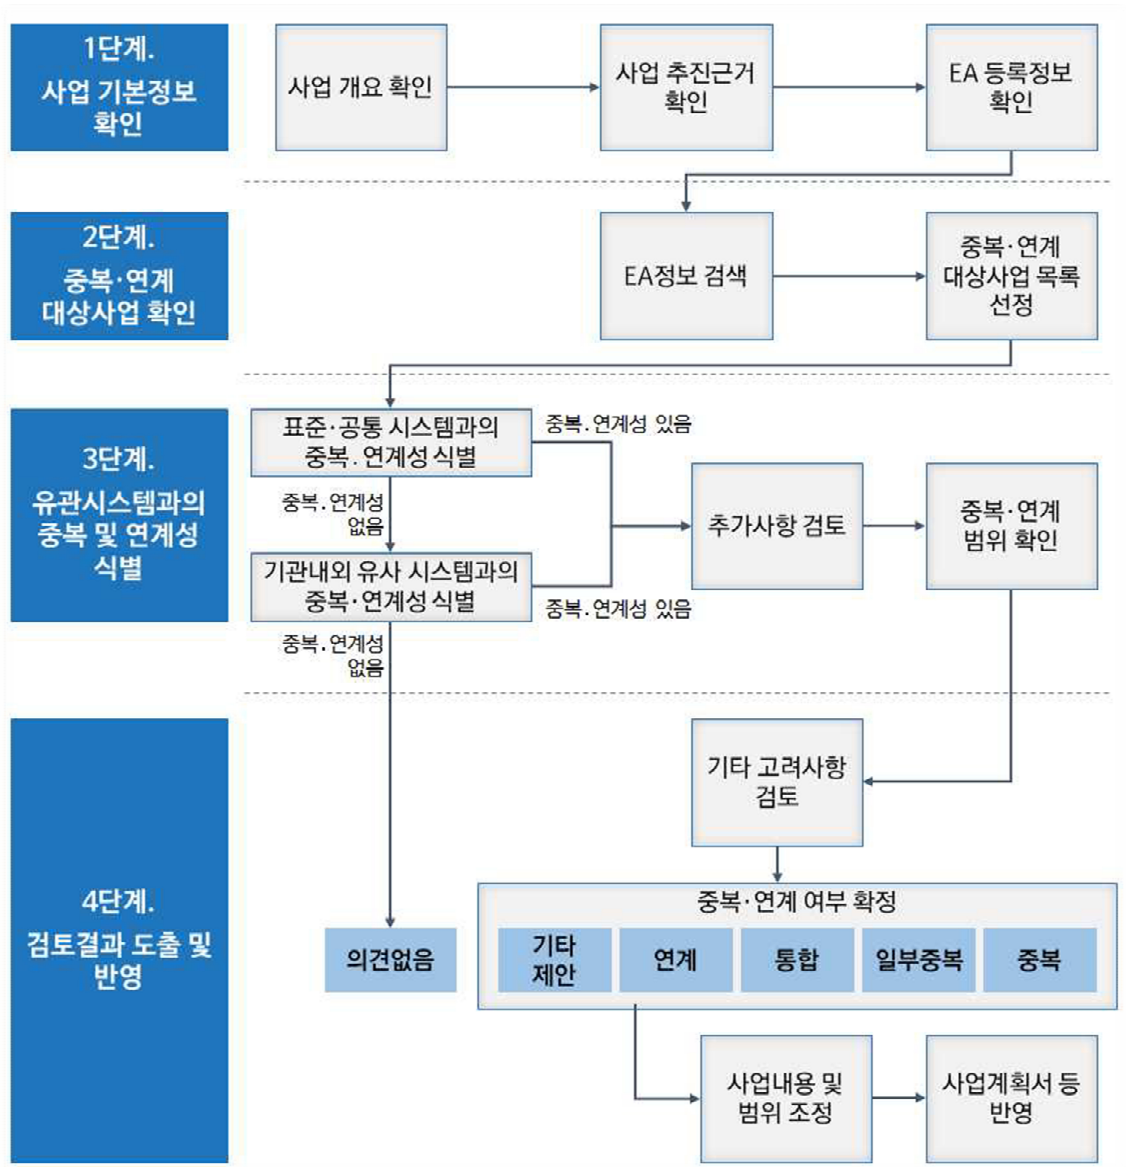 1단계.
사업 기본정보
확인
사업 개요 확인
사업 추진근거
확인
EA 등록정보
확인
2단계.
중복·연계
대상사업 확인
EA정보 검색
중복·연계
대상사업 목록
선정
3단계.
유관시스템과의
중복 및 연계성
식별
표준·공통 시스템과의
중복.연계성 식별
중복.연계성 있음
중복.연계성
없음
기관내외 유사 시스템과의
중복·연계성 식별
중복.연계성 있음
중복.연계성
없음
추가사항 검토
중복·연계
범위 확인
4단계.
검토결과 도출 및
반영
기타 고려사항
검토
중복·연계 여부 확정
의견없음
기타
제안
연계
통합
일부중복
중복
사업내용 및
범위 조정
사업계획서 등
반영